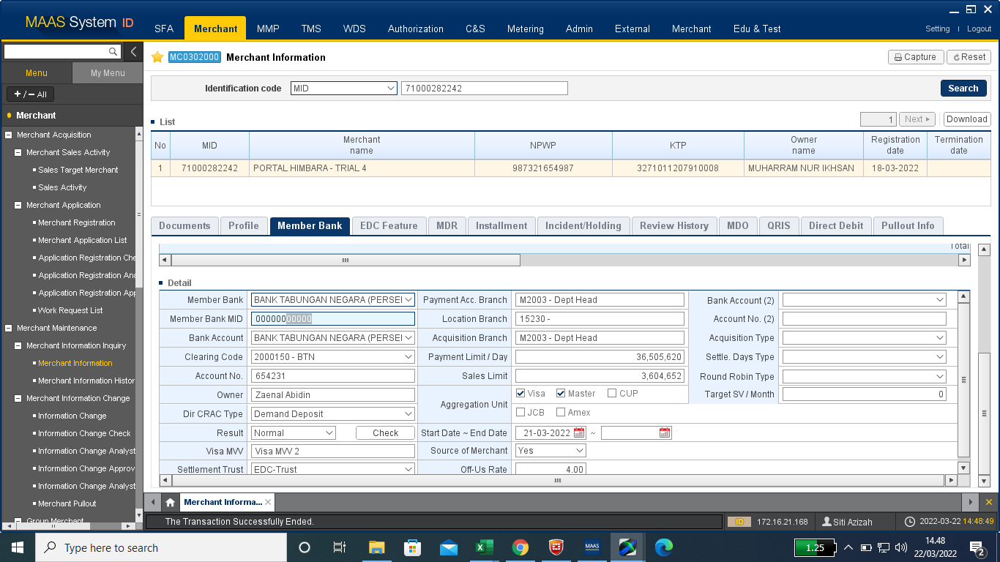 MAAS System ID
SFA Merchant MMP TMS WDS Authorization C&S Metering Admin External Merchant Edu & Test
Setting | Logout
Menu My Menu
+ / − All
Merchant
Merchant Acquisition
Merchant Sales Activity
Sales Target Merchant
Sales Activity
Merchant Application
Merchant Registration
Merchant Application List
Application Registration Che
Application Registration Ana
Application Registration App
Work Request List
Merchant Maintenance
Merchant Information Inquiry
Merchant Information
Merchant Information Histor
Merchant Information Change
Information Change
Information Change Check
Information Change Analyst
Information Change Approv
Information Change Analyst
Merchant Pullout
Group Merchant
MC0302000 Merchant Information Capture Reset
Identification code MID 71000282242 Search
List 1 Next Download
No MID Merchant name NPWP KTP Owner name Registration date Termination date
1 71000282242 PORTAL HIMBARA - TRIAL 4 987321654987 3271011207910008 MUHARRAM NUR IKHSAN 18-03-2022
Documents Profile Member Bank EDC Feature MDR Installment Incident/Holding Review History MDO QRIS Direct Debit Pullout Info
Total
Detail
Member Bank BANK TABUNGAN NEGARA (PERSEI Payment Acc. Branch M2003 - Dept Head Bank Account (2)
Member Bank MID 00000000000 Location Branch 15230 - Account No. (2)
Bank Account BANK TABUNGAN NEGARA (PERSEI Acquisition Branch M2003 - Dept Head Acquisition Type
Clearing Code 2000150 - BTN Payment Limit / Day 36,505,620 Settle. Days Type
Account No. 654231 Sales Limit 3,604,652 Round Robin Type
Owner Zaenal Abidin Aggregation Unit Visa Master CUP Target SV / Month 0
Dir CRAC Type Demand Deposit JCB Amex
Result Normal Check Start Date ~ End Date 21-03-2022 ~
Visa MVV Visa MVV 2 Source of Merchant Yes
Settlement Trust EDC-Trust Off-Us Rate 4.00
Merchant Informa...
The Transaction Successfully Ended. ID 172.16.21.168 Siti Azizah 2022-03-22 14:48:49
Type here to search MAAS 1.25 14.48
22/03/2022 2